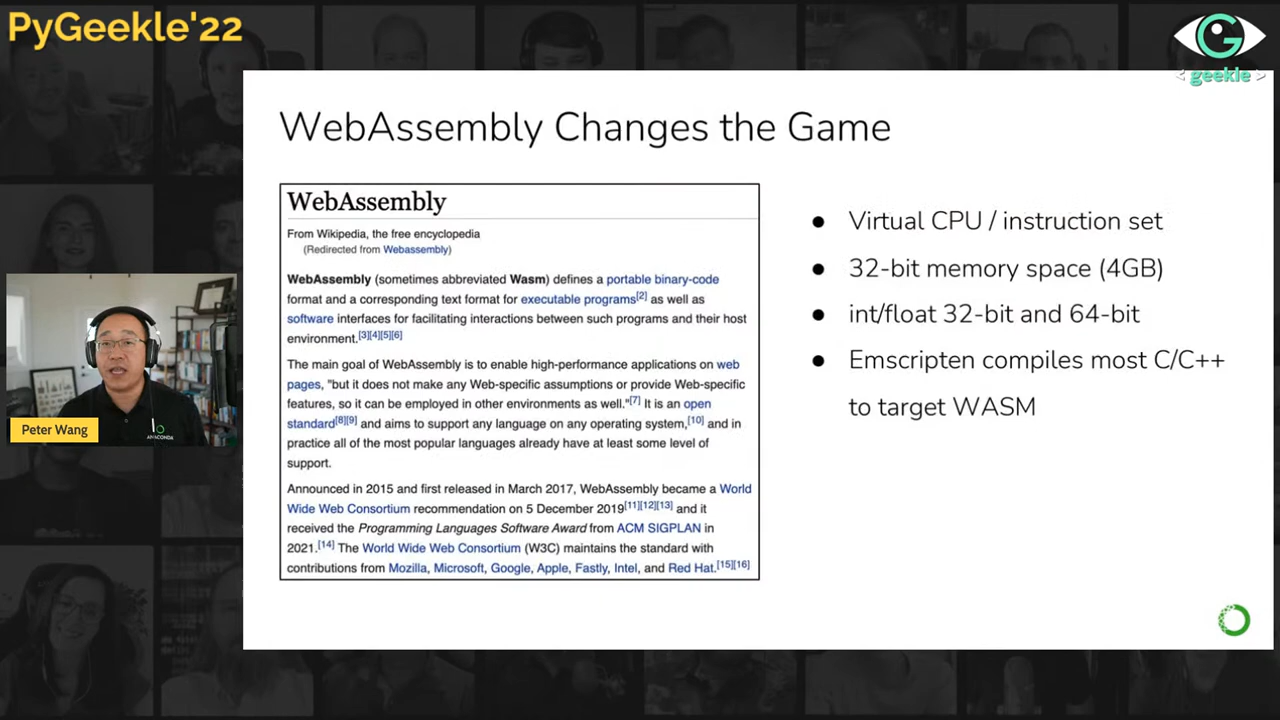 PyGeekle'22
G
< geekle >
WebAssembly Changes the Game
WebAssembly
From Wikipedia, the free encyclopedia
(Redirected from Webassembly)
WebAssembly (sometimes abbreviated Wasm) defines a portable binary-code
format and a corresponding text format for executable programs[2] as well as
software interfaces for facilitating interactions between such programs and their host
environment.[3][4][5][6]
The main goal of WebAssembly is to enable high-performance applications on web
pages, "but it does not make any Web-specific assumptions or provide Web-specific
features, so it can be employed in other environments as well."[7] It is an open
standard[8][9] and aims to support any language on any operating system,[10] and in
practice all of the most popular languages already have at least some level of
support.
Announced in 2015 and first released in March 2017, WebAssembly became a World
Wide Web Consortium recommendation on 5 December 2019[11][12][13] and it
received the Programming Languages Software Award from ACM SIGPLAN in
2021.[14] The World Wide Web Consortium (W3C) maintains the standard with
contributions from Mozilla, Microsoft, Google, Apple, Fastly, Intel, and Red Hat.[15][16]
● Virtual CPU / instruction set
● 32-bit memory space (4GB)
● int/float 32-bit and 64-bit
● Emscripten compiles most C/C++
to target WASM
ANACONDA
Peter Wang